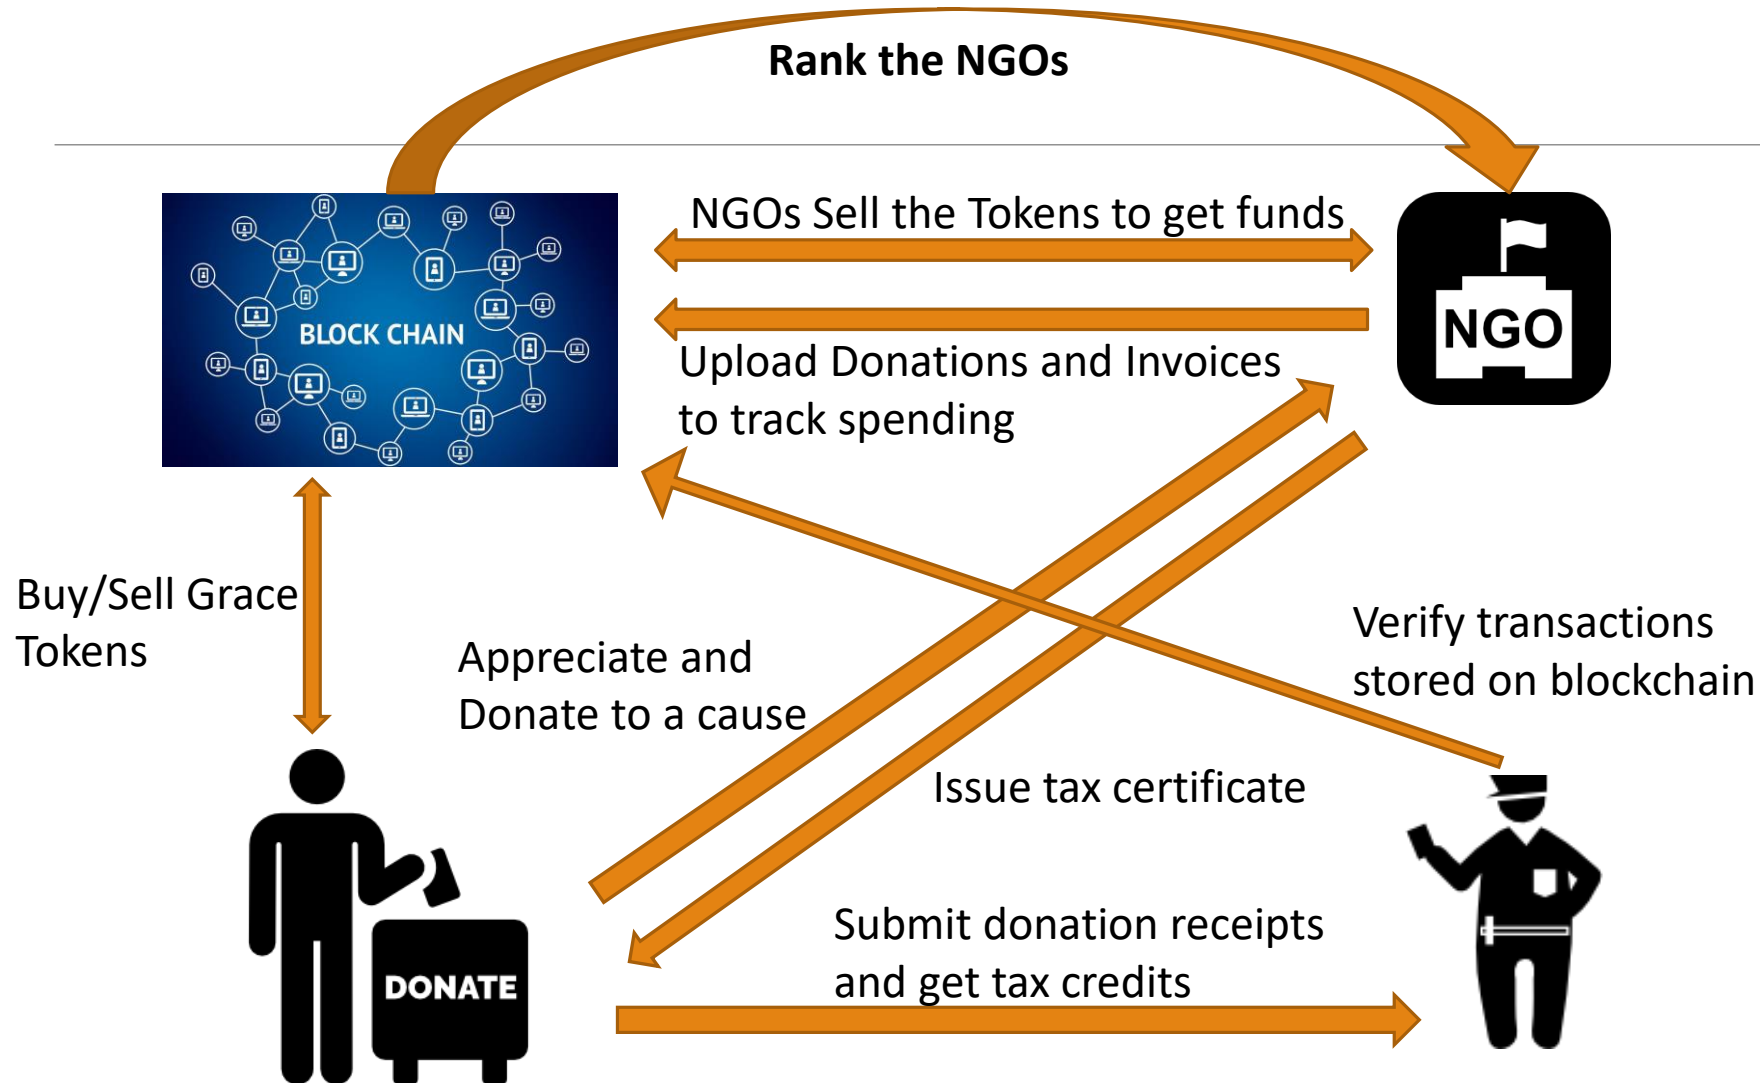 Rank the NGOs
NGOs Sell the Tokens to get funds
BLOCK CHAIN
NGO
Upload Donations and Invoices
to track spending
Buy/Sell Grace
Tokens
Appreciate and
Donate to a cause
Verify transactions
stored on blockchain
Issue tax certificate
Submit donation receipts
and get tax credits
DONATE